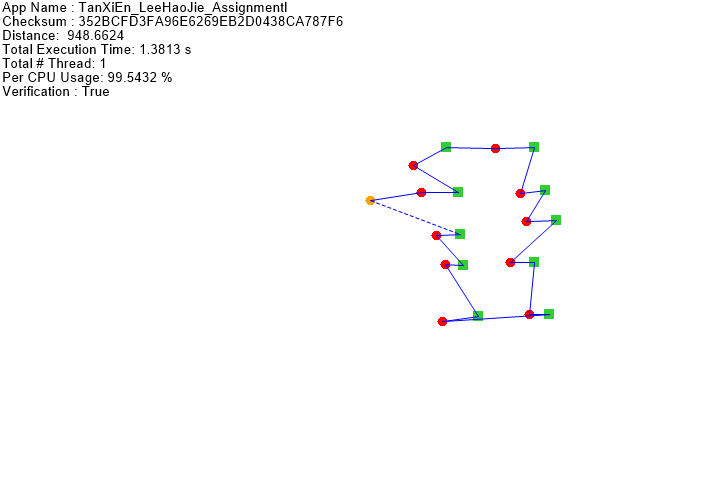 App Name : TanXiEn_LeeHaoJie_AssignmentI
Checksum : 352BCFD3FA96E6269EB2D0438CA787F6
Distance:  948.6624
Total Execution Time: 1.3813 s
Total # Thread: 1
Per CPU Usage: 99.5432 %
Verification : True